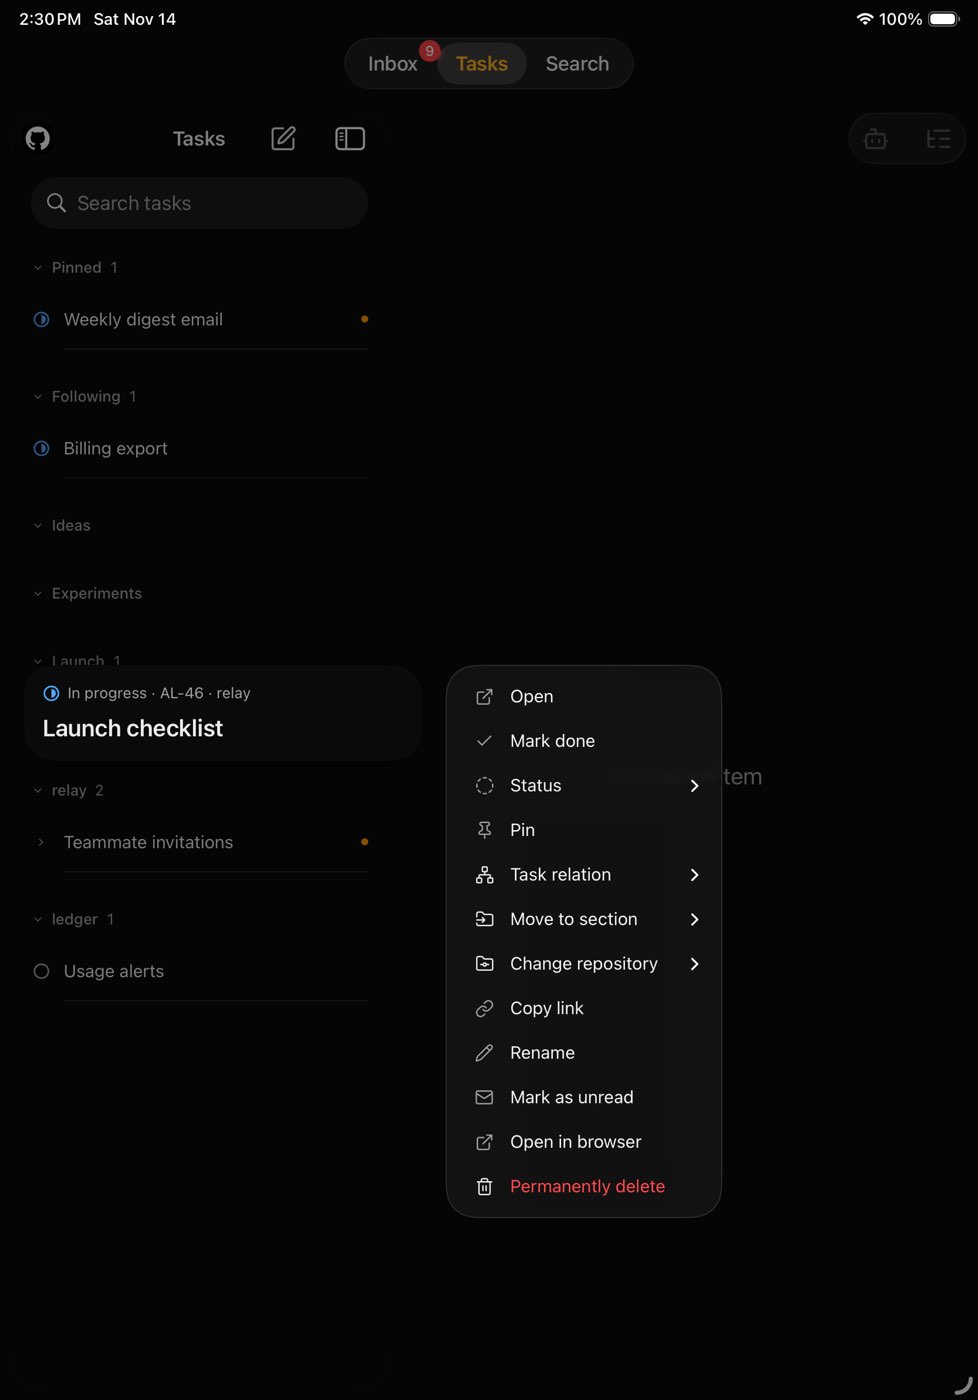 2:30 PM Sat Nov 14
100%
Inbox 9
Tasks
Search
Tasks
Search tasks
Pinned 1
Weekly digest email
Following 1
Billing export
Ideas
Experiments
Launch 1
In progress · AL-46 · relay
Launch checklist
relay 2
Teammate invitations
ledger 1
Usage alerts
Open
Mark done
Status
Pin
Task relation
Move to section
Change repository
Copy link
Rename
Mark as unread
Open in browser
Permanently delete